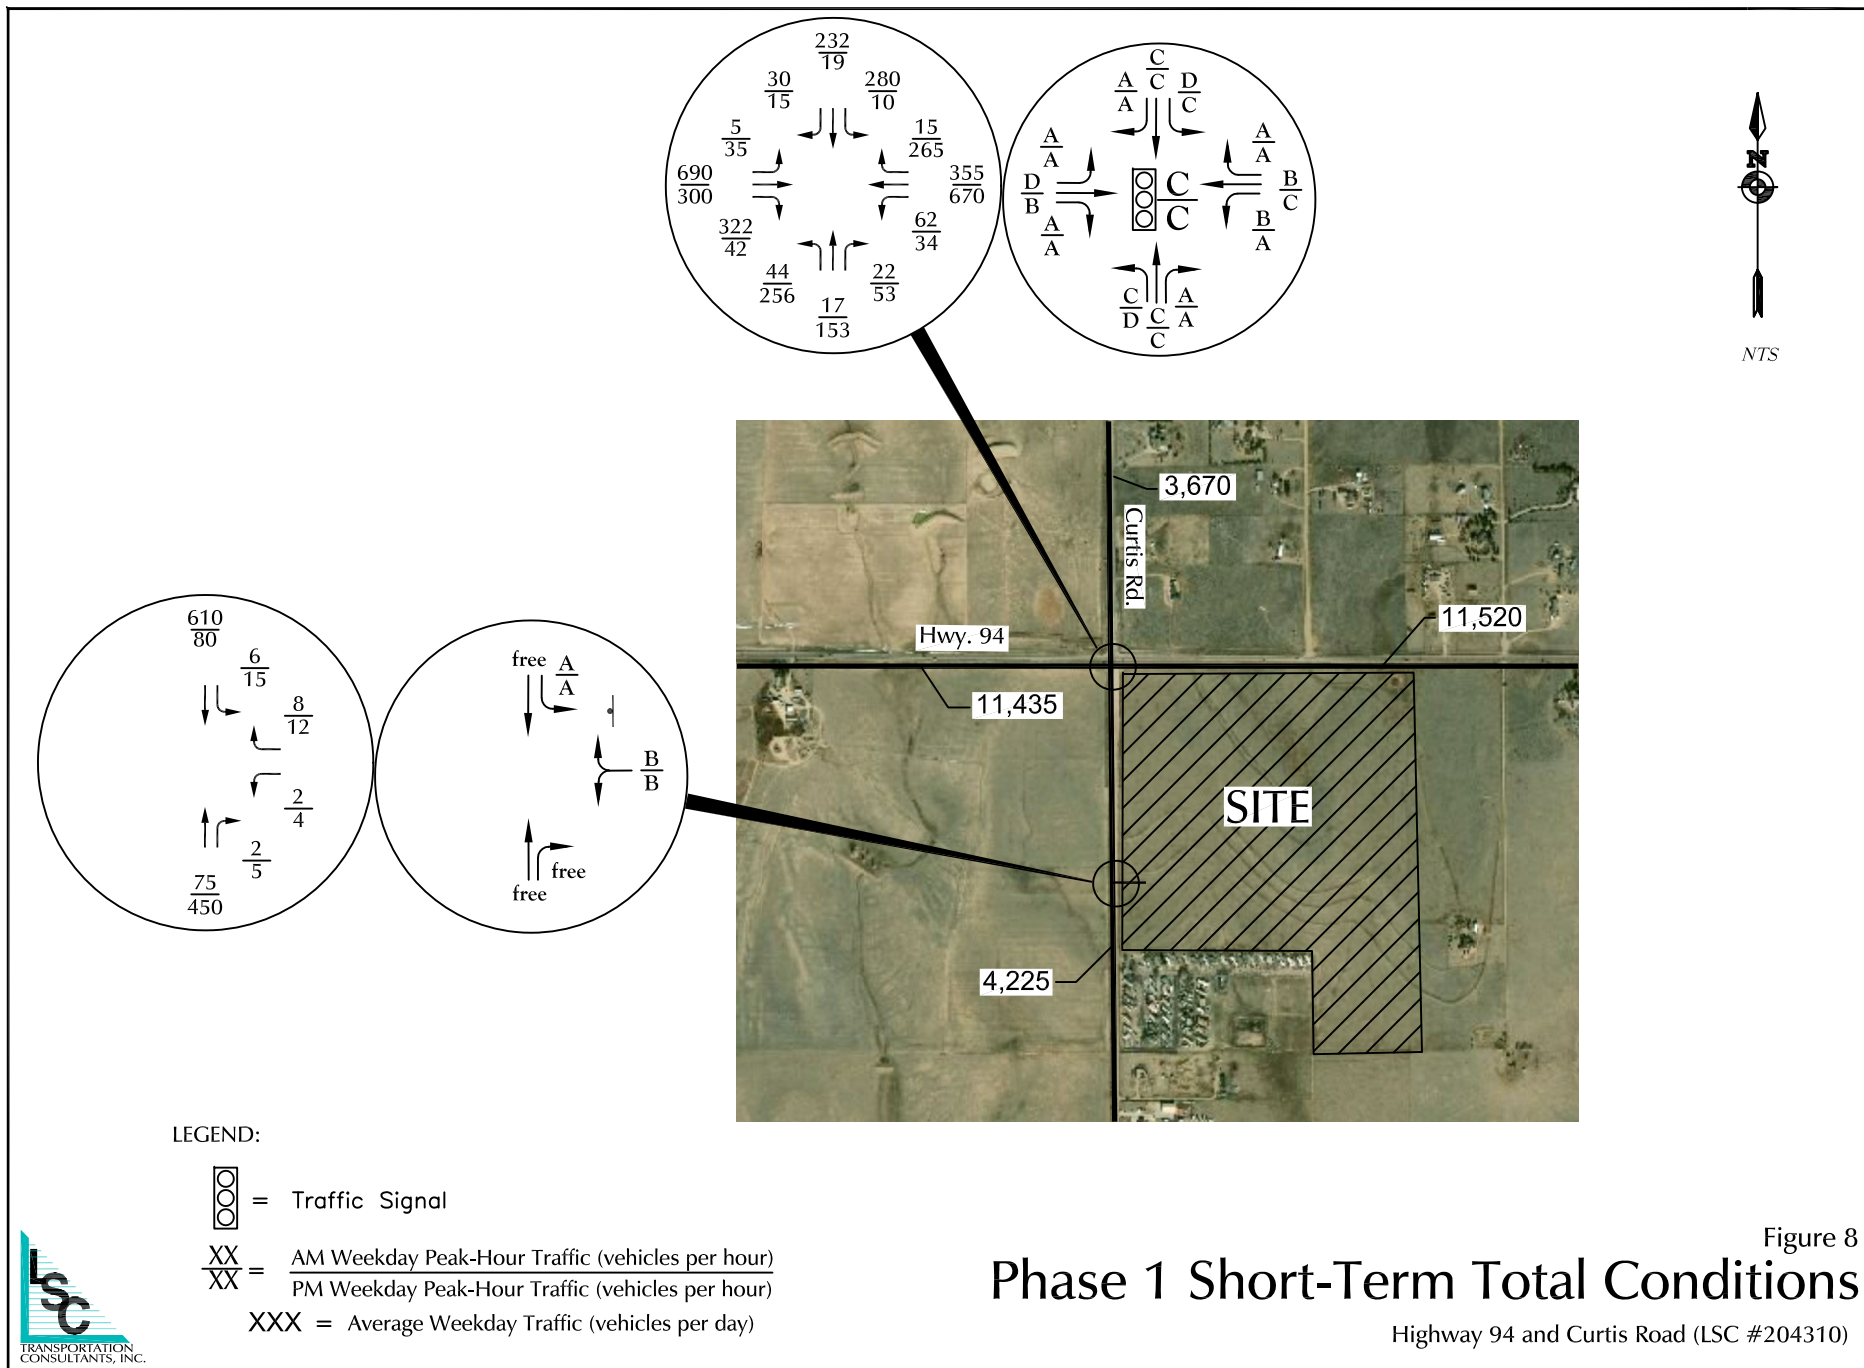 232
19
30
15
280
10
5
35
15
265
690
300
355
670
322
42
62
34
44
256
22
53
17
153
C
C
A
A
D
C
A
A
A
A
D
B
C
C
B
C
A
A
B
A
C
D
C
C
A
A
N
NTS
3,670
Curtis Rd.
11,520
Hwy. 94
11,435
SITE
4,225
610
80
6
15
8
12
2
4
2
5
75
450
free
A
A
B
B
free
free
LEGEND:
= Traffic Signal
XX
XX
=
AM Weekday Peak-Hour Traffic (vehicles per hour)
PM Weekday Peak-Hour Traffic (vehicles per hour)
XXX = Average Weekday Traffic (vehicles per day)
LSC
TRANSPORTATION
CONSULTANTS, INC.
Figure 8
Phase 1 Short-Term Total Conditions
Highway 94 and Curtis Road (LSC #204310)